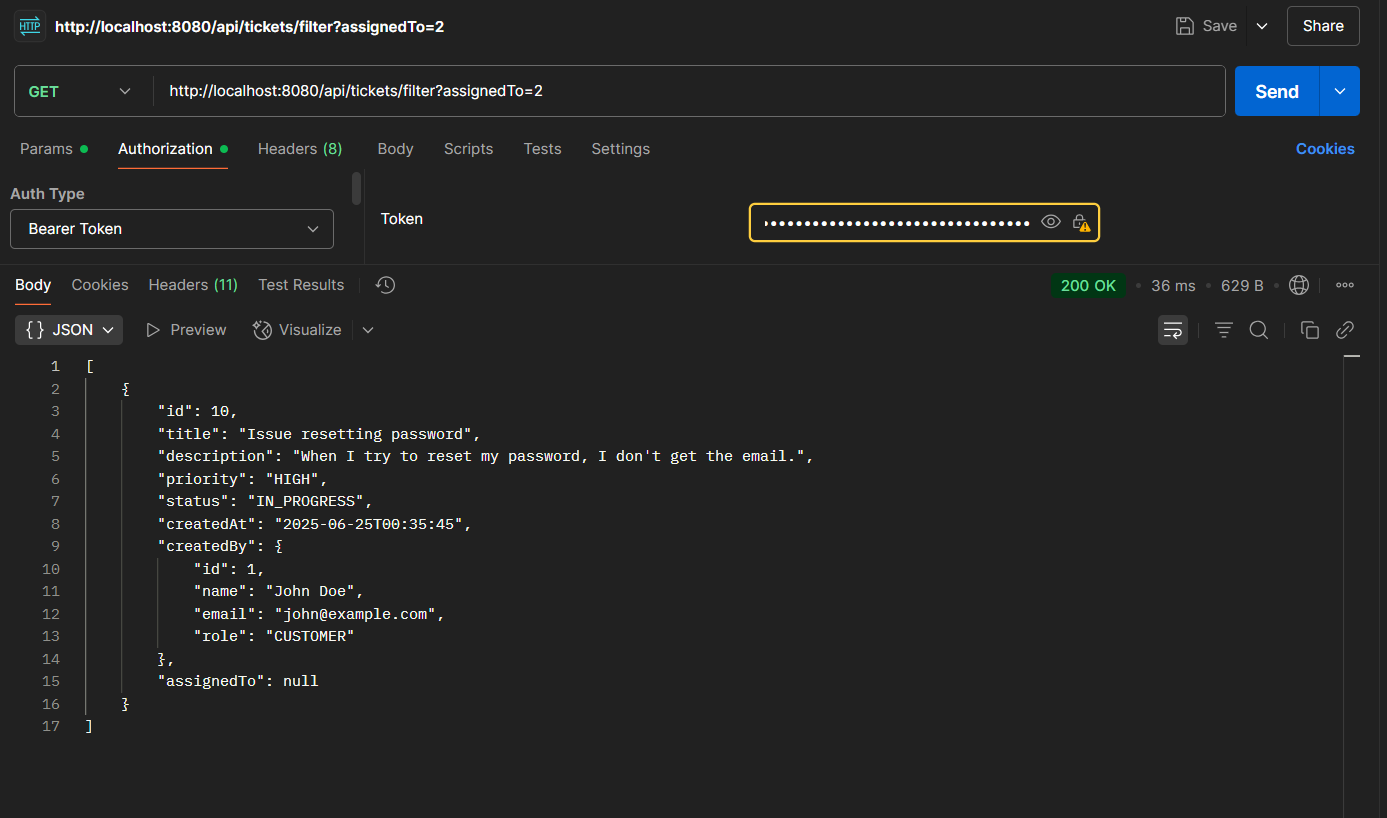 HTTP http://localhost:8080/api/tickets/filter?assignedTo=2 Save Share
GET http://localhost:8080/api/tickets/filter?assignedTo=2 Send
Params Authorization Headers (8) Body Scripts Tests Settings Cookies
Auth Type
Bearer Token
Token
Body Cookies Headers (11) Test Results 200 OK • 36 ms • 629 B •
{} JSON Preview Visualize
1 [
2 {
3 "id": 10,
4 "title": "Issue resetting password",
5 "description": "When I try to reset my password, I don't get the email.",
6 "priority": "HIGH",
7 "status": "IN_PROGRESS",
8 "createdAt": "2025-06-25T00:35:45",
9 "createdBy": {
10 "id": 1,
11 "name": "John Doe",
12 "email": "john@example.com",
13 "role": "CUSTOMER"
14 },
15 "assignedTo": null
16 }
17 ]